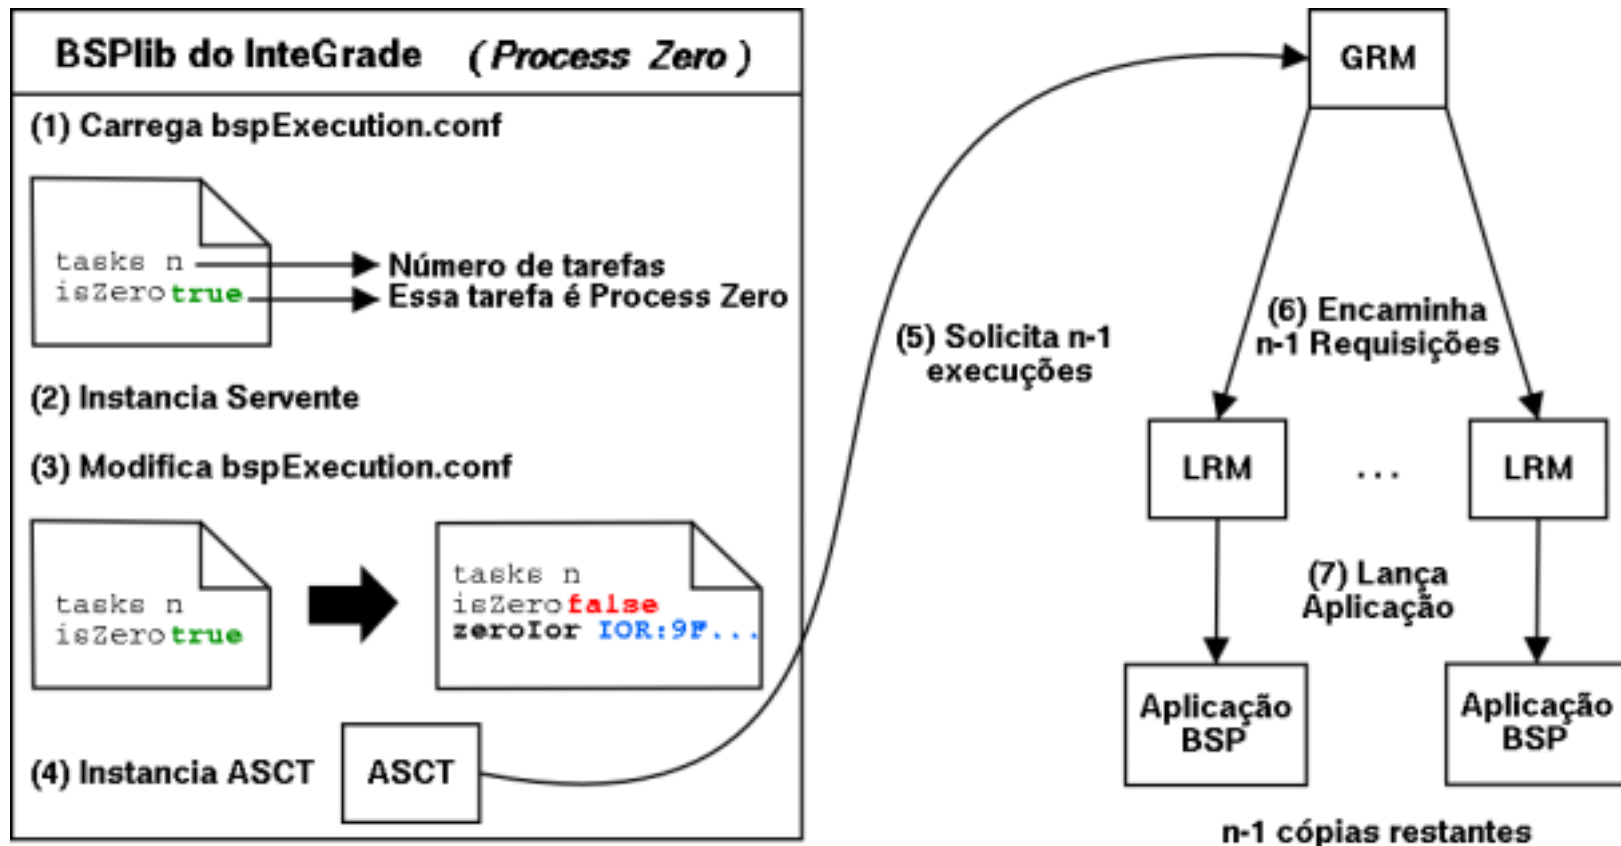 BSPlib do InteGrade (Process Zero)
(1) Carrega bspExecution.conf
tasks n
isZero true
Número de tarefas
Essa tarefa é Process Zero
(2) Instancia Servente
(3) Modifica bspExecution.conf
tasks n
isZero true
tasks n
isZero false
zeroIor IOR:9F...
(4) Instancia ASCT
ASCT
(5) Solicita n-1
execuções
GRM
(6) Encaminha
n-1 Requisições
LRM
...
LRM
(7) Lança
Aplicação
Aplicação
BSP
Aplicação
BSP
n-1 cópias restantes